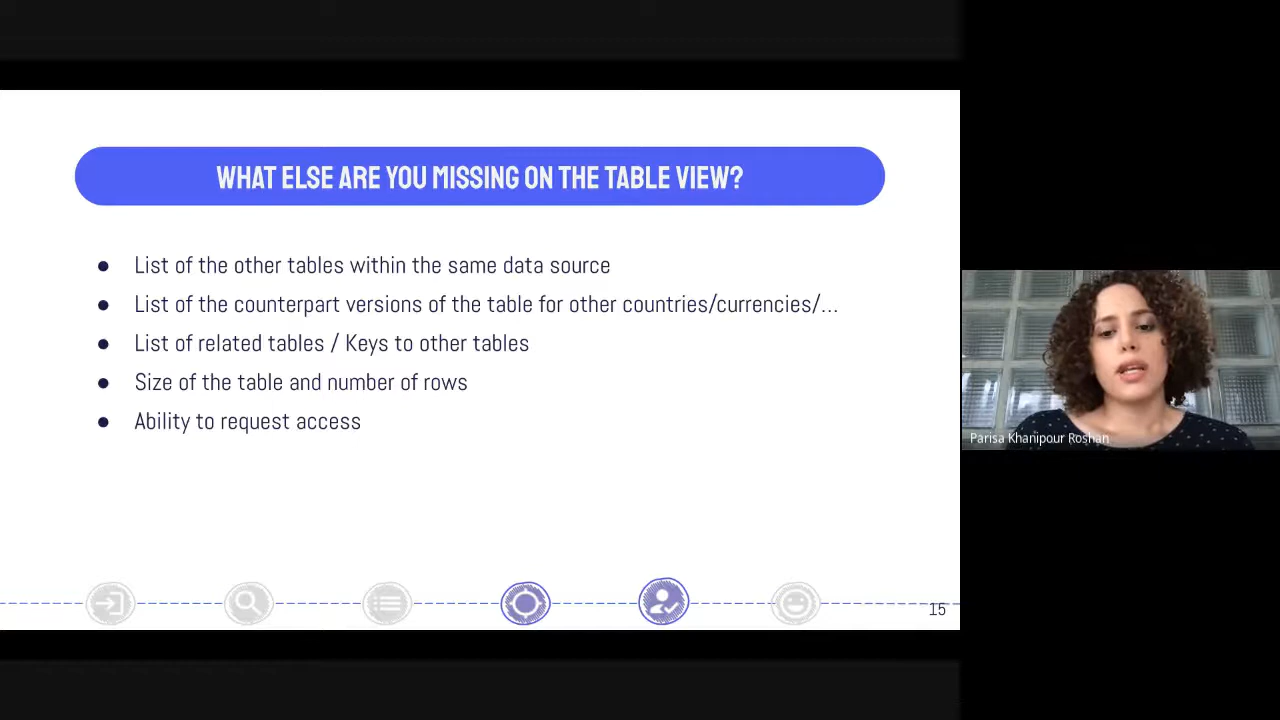 WHAT ELSE ARE YOU MISSING ON THE TABLE VIEW?
● List of the other tables within the same data source
● List of the counterpart versions of the table for other countries/currencies/...
● List of related tables / Keys to other tables
● Size of the table and number of rows
● Ability to request access
Parisa Khanipour Roshan
15